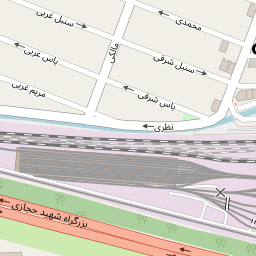 سنبل غربی
محمدی
مالکی
یاس غربی
سنبل شرقی
مریم غربی
یاس شرقی
نظری
بزرگراه شهید حجازی